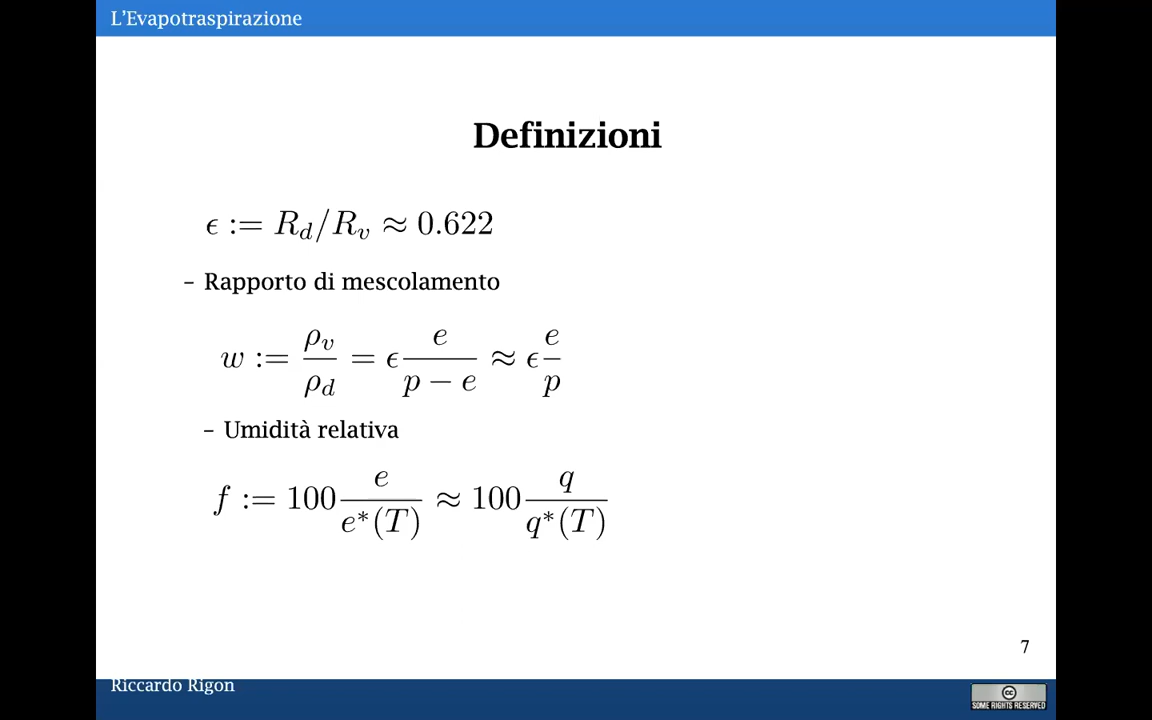 L'Evapotraspirazione
Definizioni
ϵ := R_d/R_v ≈ 0.622
– Rapporto di mescolamento
w := ρ_v/ρ_d = ϵ e/(p − e) ≈ ϵ e/p
– Umidità relativa
f := 100 e/e*(T) ≈ 100 q/q*(T)
7
Riccardo Rigon
cc
SOME RIGHTS RESERVED